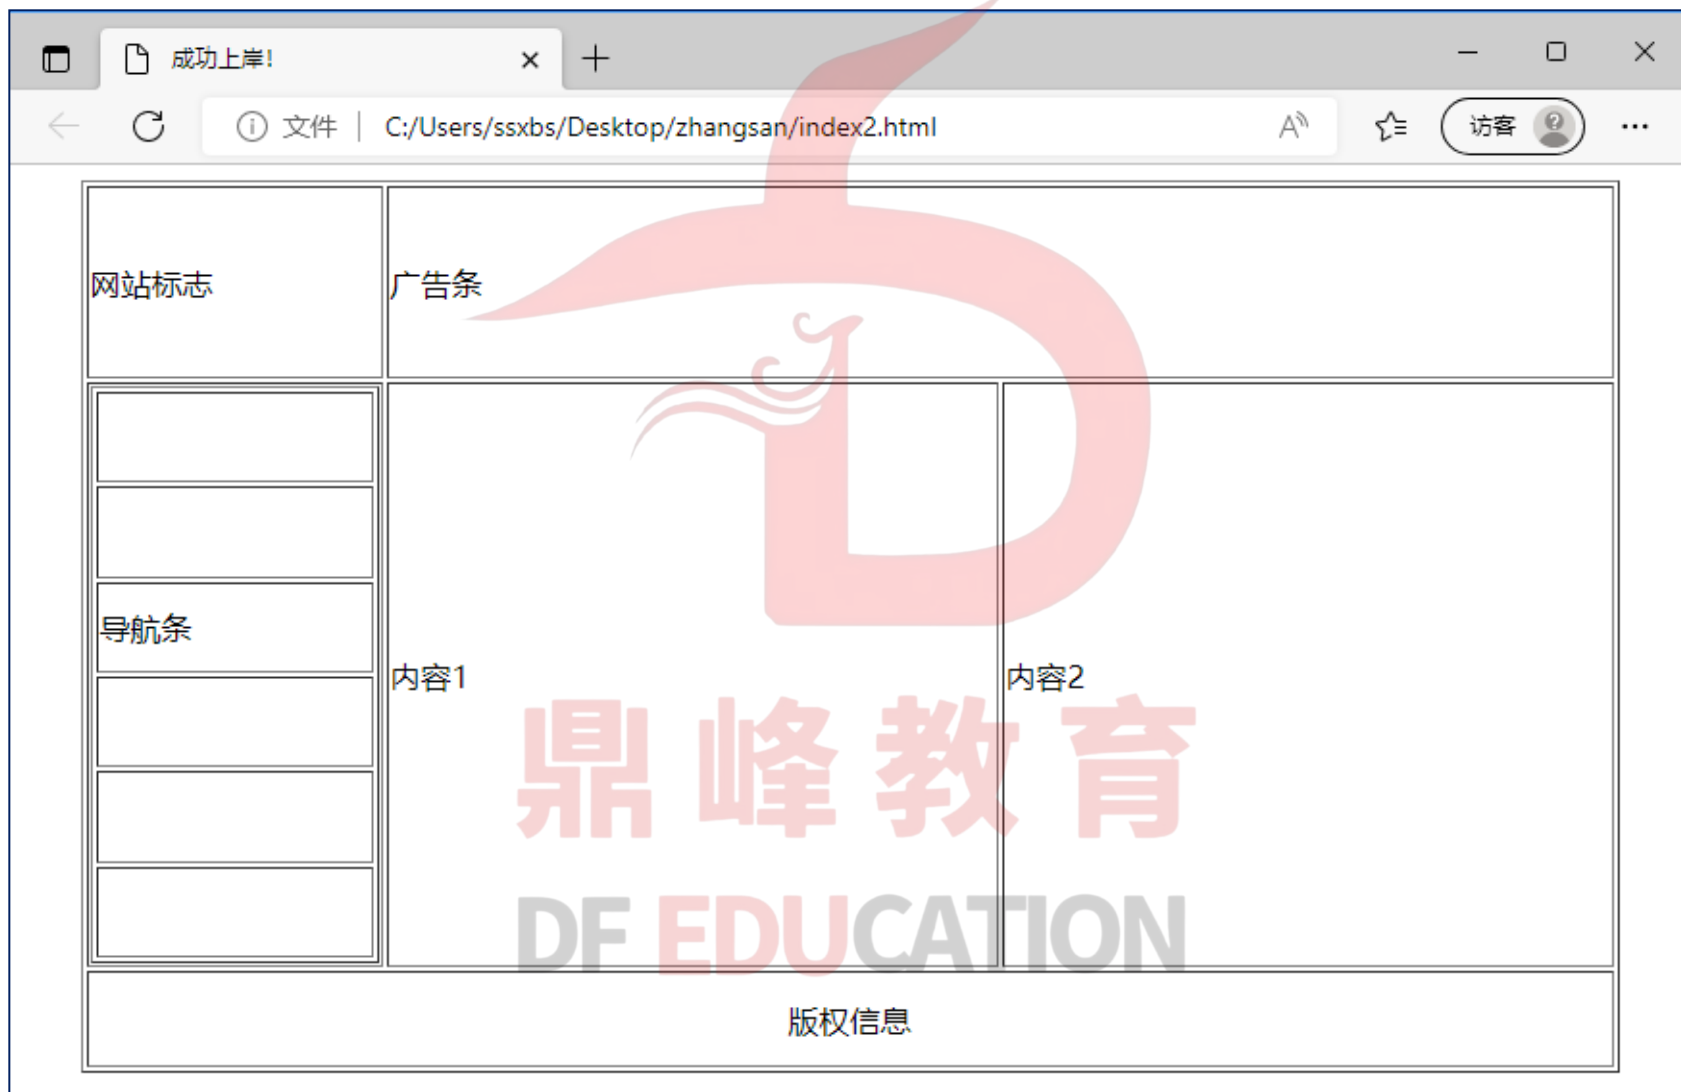 成功上岸!
文件 C:/Users/ssxbs/Desktop/zhangsan/index2.html 访客
网站标志 广告条
导航条
内容1 内容2
鼎峰教育
DF EDUCATION
版权信息